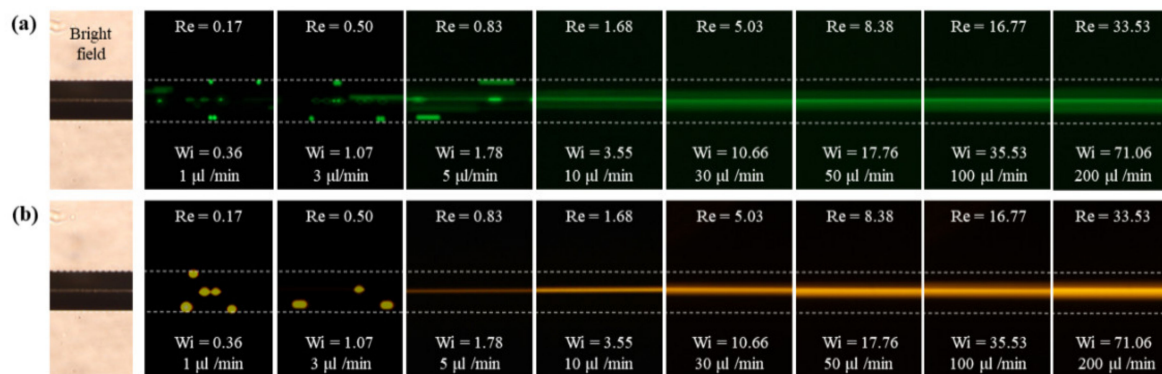 (a)
Bright
field
Re = 0.17
Re = 0.50
Re = 0.83
Re = 1.68
Re = 5.03
Re = 8.38
Re = 16.77
Re = 33.53
Wi = 0.36
1 µl /min
Wi = 1.07
3 µl/min
Wi = 1.78
5 µl/min
Wi = 3.55
10 µl /min
Wi = 10.66
30 µl /min
Wi = 17.76
50 µl /min
Wi = 35.53
100 µl /min
Wi = 71.06
200 µl /min
(b)
Re = 0.17
Re = 0.50
Re = 0.83
Re = 1.68
Re = 5.03
Re = 8.38
Re = 16.77
Re = 33.53
Wi = 0.36
1 µl /min
Wi = 1.07
3 µl /min
Wi = 1.78
5 µl /min
Wi = 3.55
10 µl /min
Wi = 10.66
30 µl /min
Wi = 17.76
50 µl /min
Wi = 35.53
100 µl /min
Wi = 71.06
200 µl /min